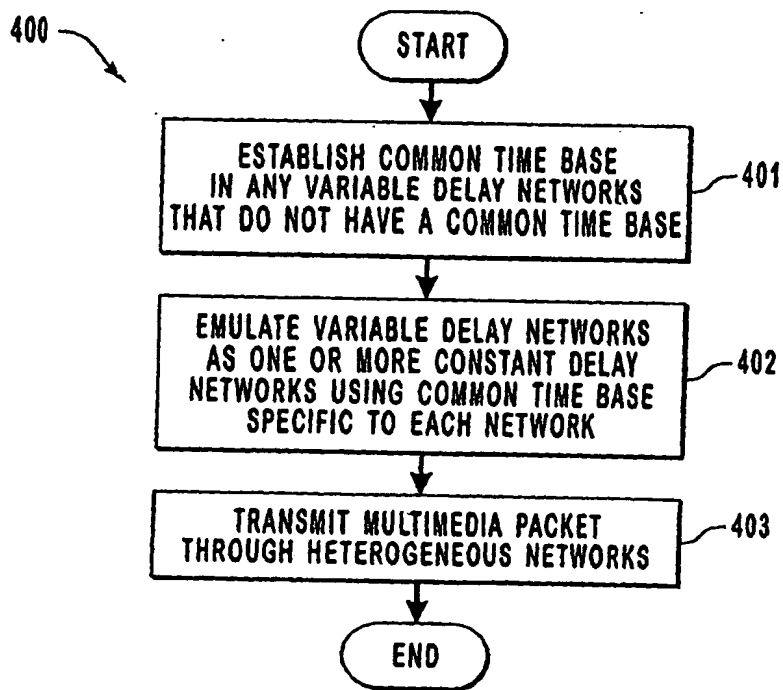 400
START
ESTABLISH COMMON TIME BASE
IN ANY VARIABLE DELAY NETWORKS
THAT DO NOT HAVE A COMMON TIME BASE
401
EMULATE VARIABLE DELAY NETWORKS
AS ONE OR MORE CONSTANT DELAY
NETWORKS USING COMMON TIME BASE
SPECIFIC TO EACH NETWORK
402
TRANSMIT MULTIMEDIA PACKET
THROUGH HETEROGENEOUS NETWORKS
403
END